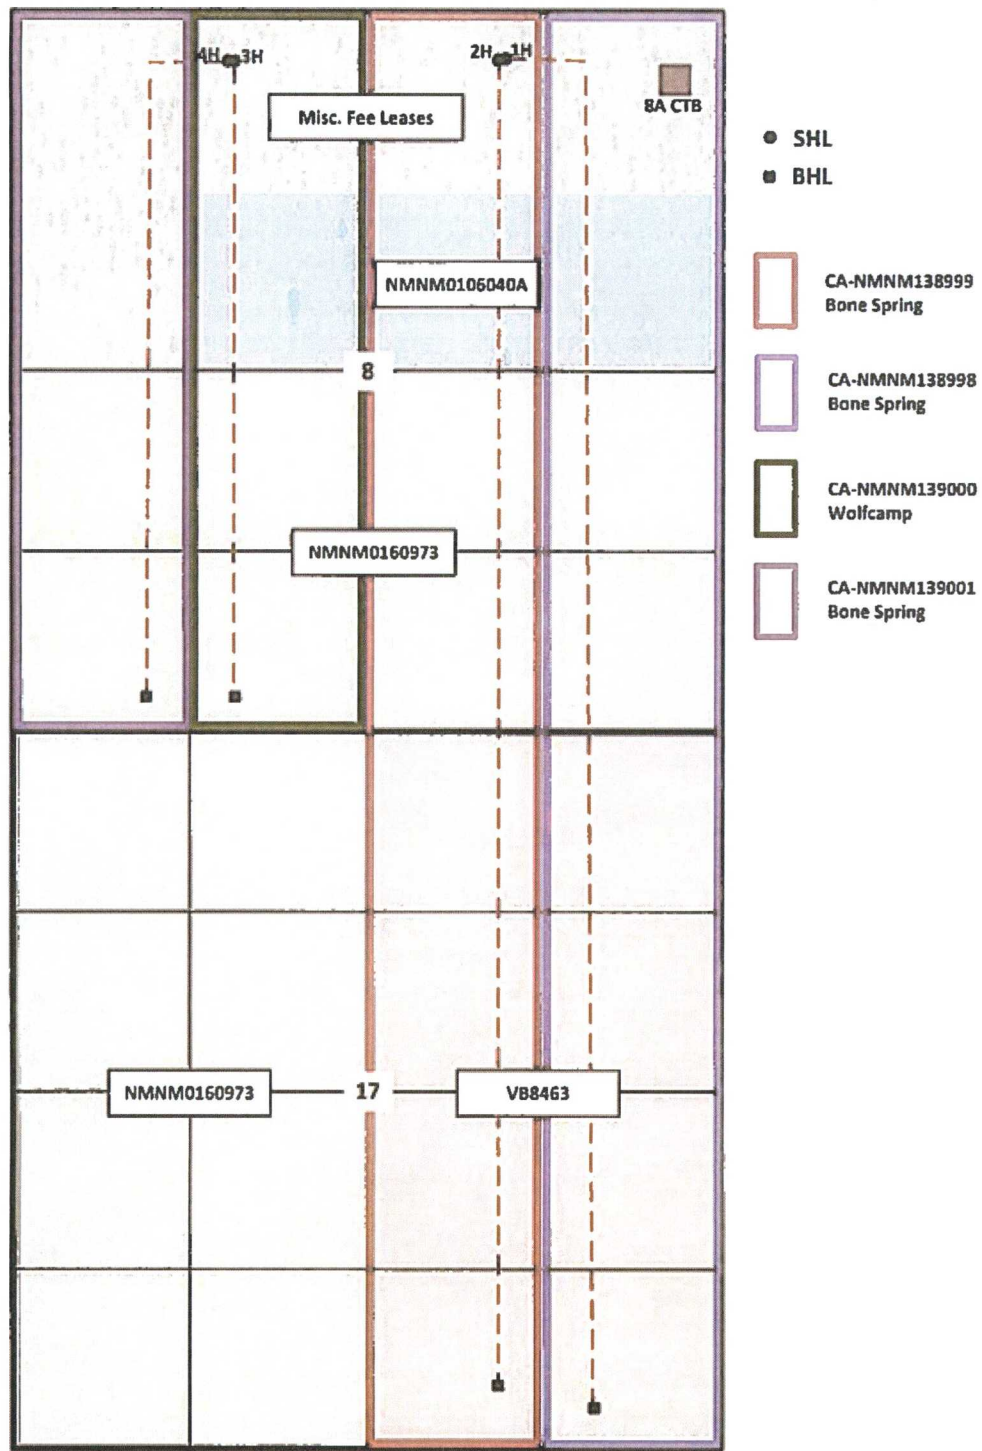 4H 3H
2H 1H
8A CTB
Misc. Fee Leases
NMNM0106040A
8
NMNM0160973
NMNM0160973
17
VB8463
SHL
BHL
CA-NMNM138999
Bone Spring
CA-NMNM138998
Bone Spring
CA-NMNM139000
Wolfcamp
CA-NMNM139001
Bone Spring